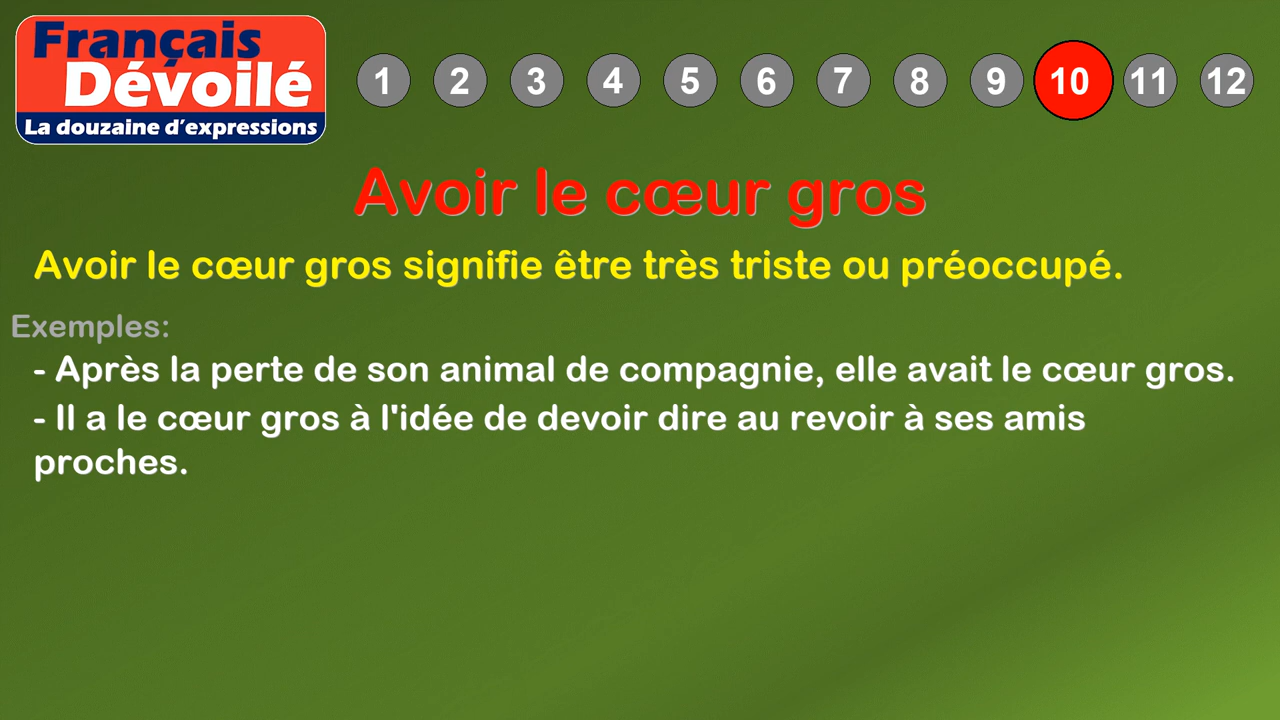 Français
Dévoilé
La douzaine d'expressions
1 2 3 4 5 6 7 8 9 10 11 12
Avoir le cœur gros
Avoir le cœur gros signifie être très triste ou préoccupé.
Exemples:
- Après la perte de son animal de compagnie, elle avait le cœur gros.
- Il a le cœur gros à l'idée de devoir dire au revoir à ses amis
proches.